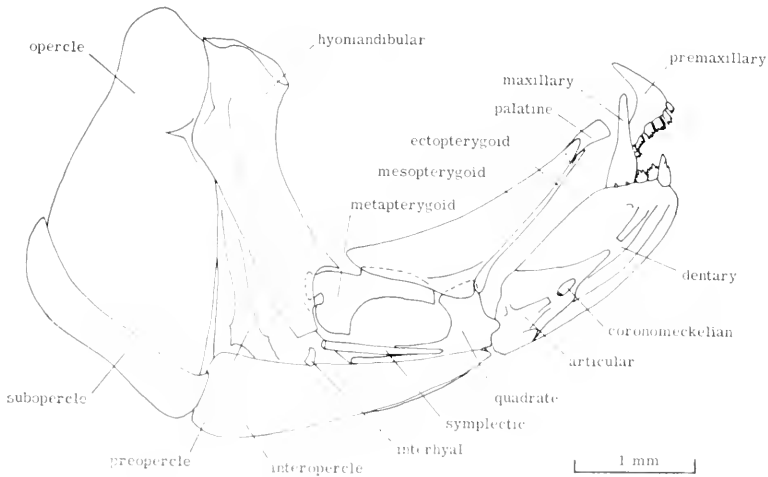 opercle
hyomandibular
premaxillary
maxillary
palatine
ectopterygoid
mesopterygoid
metapterygoid
dentary
coronomeckelian
articular
subopercle
quadrate
symplectic
interhyal
preopercle
interopercle
1 mm